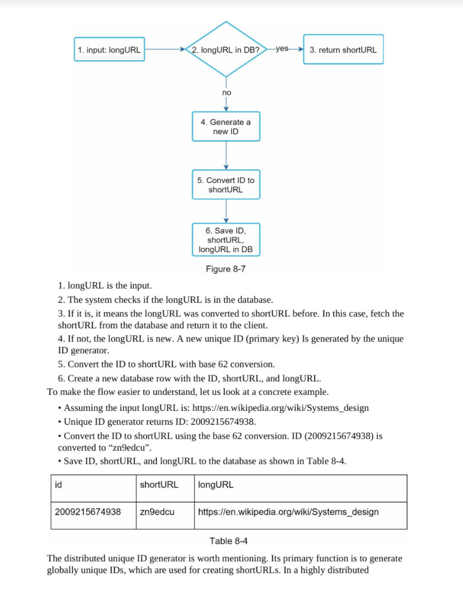 1. input: longURL
2. longURL in DB?
yes
3. return shortURL
no
4. Generate a
new ID
5. Convert ID to
shortURL
6. Save ID,
shortURL,
longURL in DB
Figure 8-7
1. longURL is the input.
2. The system checks if the longURL is in the database.
3. If it is, it means the longURL was converted to shortURL before. In this case, fetch the
shortURL from the database and return it to the client.
4. If not, the longURL is new. A new unique ID (primary key) Is generated by the unique
ID generator.
5. Convert the ID to shortURL with base 62 conversion.
6. Create a new database row with the ID, shortURL, and longURL.
To make the flow easier to understand, let us look at a concrete example.
• Assuming the input longURL is: https://en.wikipedia.org/wiki/Systems_design
• Unique ID generator returns ID: 2009215674938.
• Convert the ID to shortURL using the base 62 conversion. ID (2009215674938) is
converted to “zn9edcu”.
• Save ID, shortURL, and longURL to the database as shown in Table 8-4.
id shortURL longURL
2009215674938 zn9edcu https://en.wikipedia.org/wiki/Systems_design
Table 8-4
The distributed unique ID generator is worth mentioning. Its primary function is to generate
globally unique IDs, which are used for creating shortURLs. In a highly distributed